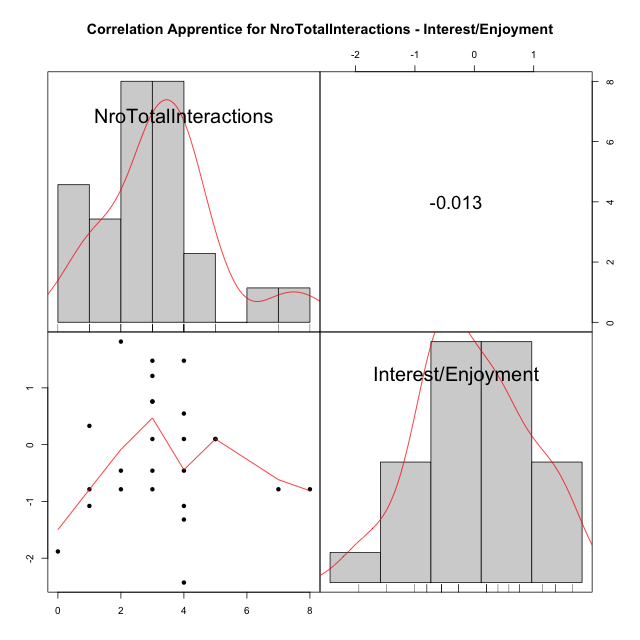 Correlation Apprentice for NroTotalInteractions - Interest/Enjoyment
-2 -1 0 1
NroTotalInteractions
-0.013
8
6
4
2
0
Interest/Enjoyment
1
0
-1
-2
0 2 4 6 8